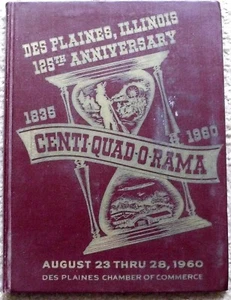 DES PLAINES, ILLINOIS
125TH ANNIVERSARY
1835 1960
CENTI-QUAD-O-RAMA
AUGUST 23 THRU 28, 1960
DES PLAINES CHAMBER OF COMMERCE